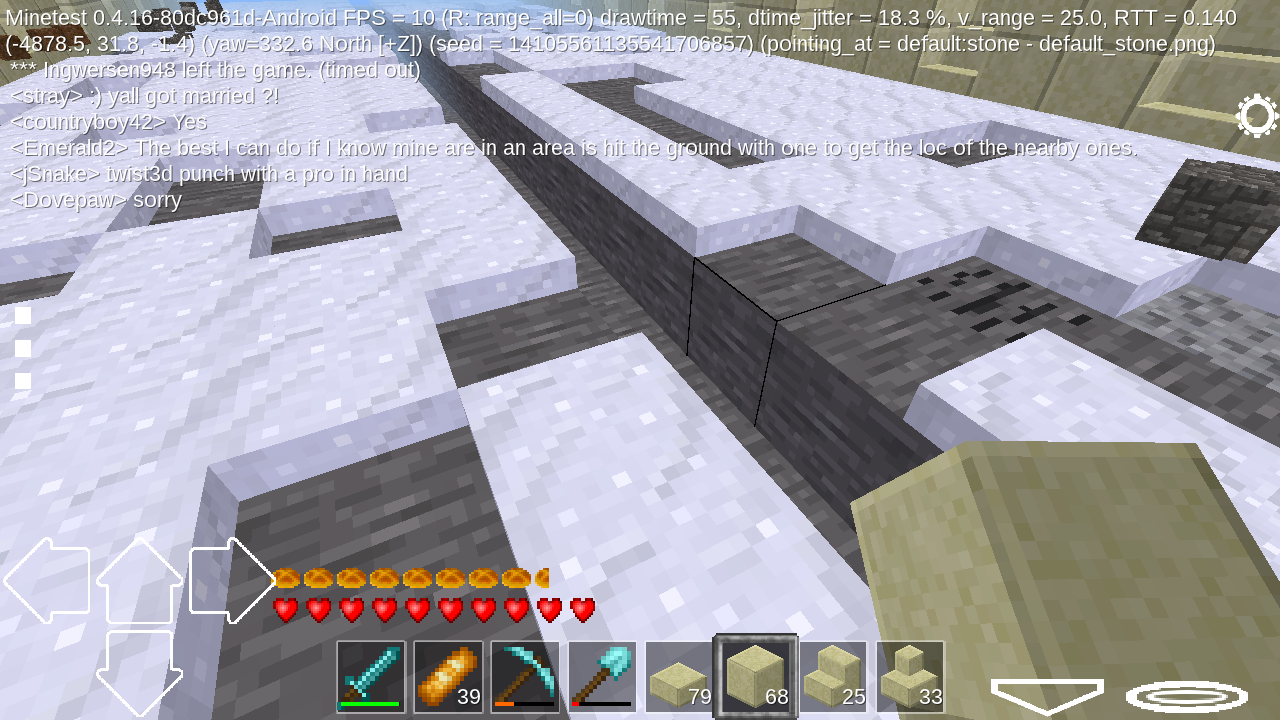 Minetest 0.4.16-80dc961d-Android FPS = 10 (R: range_all=0) drawtime = 55, dtime_jitter = 18.3 %, v_range = 25.0, RTT = 0.140
(-4878.5, 31.8, -1.4) (yaw=332.6 North [+Z]) (seed = 14105561135541706857) (pointing_at = default:stone - default_stone.png)
*** Ingwersen948 left the game. (timed out)
<stray> :) yall got married ?!
<countryboy42> Yes
<Emerald2> The best I can do if I know mine are in an area is hit the ground with one to get the loc of the nearby ones.
<jSnake> twist3d punch with a pro in hand
<Dovepaw> sorry
39 79 68 25 33